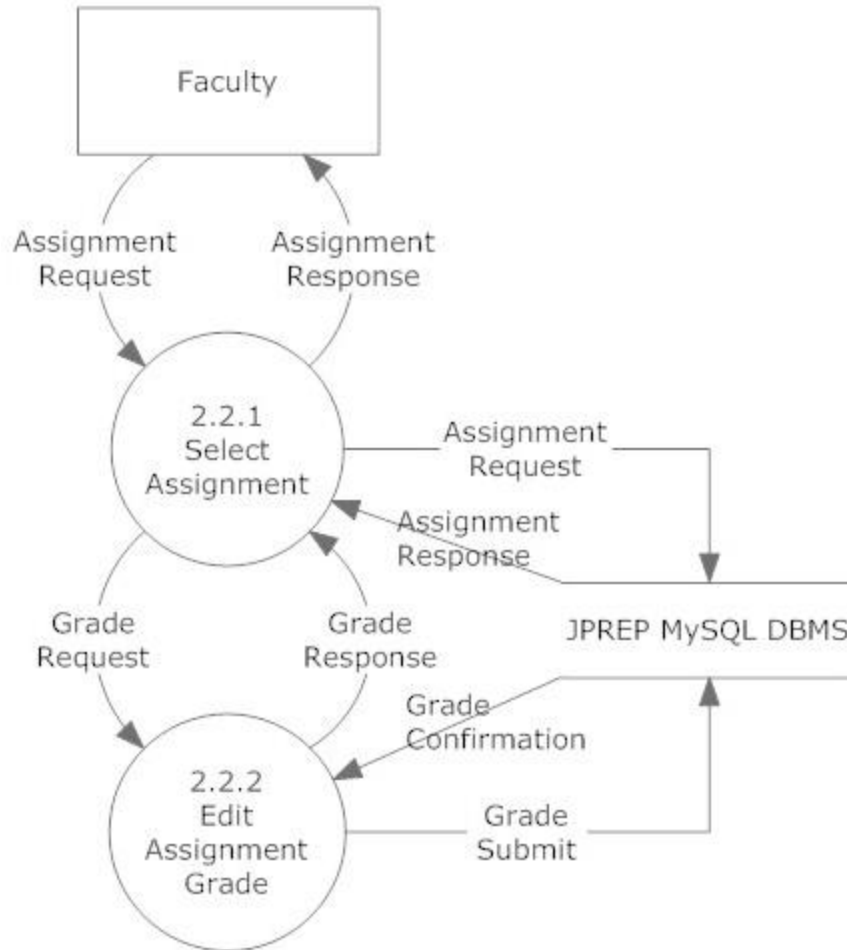 Faculty
Assignment
Request
Assignment
Response
2.2.1
Select
Assignment
Assignment
Request
Assignment
Response
Grade
Request
Grade
Response
JPREP MySQL DBMS
Grade
Confirmation
2.2.2
Edit
Assignment
Grade
Grade
Submit